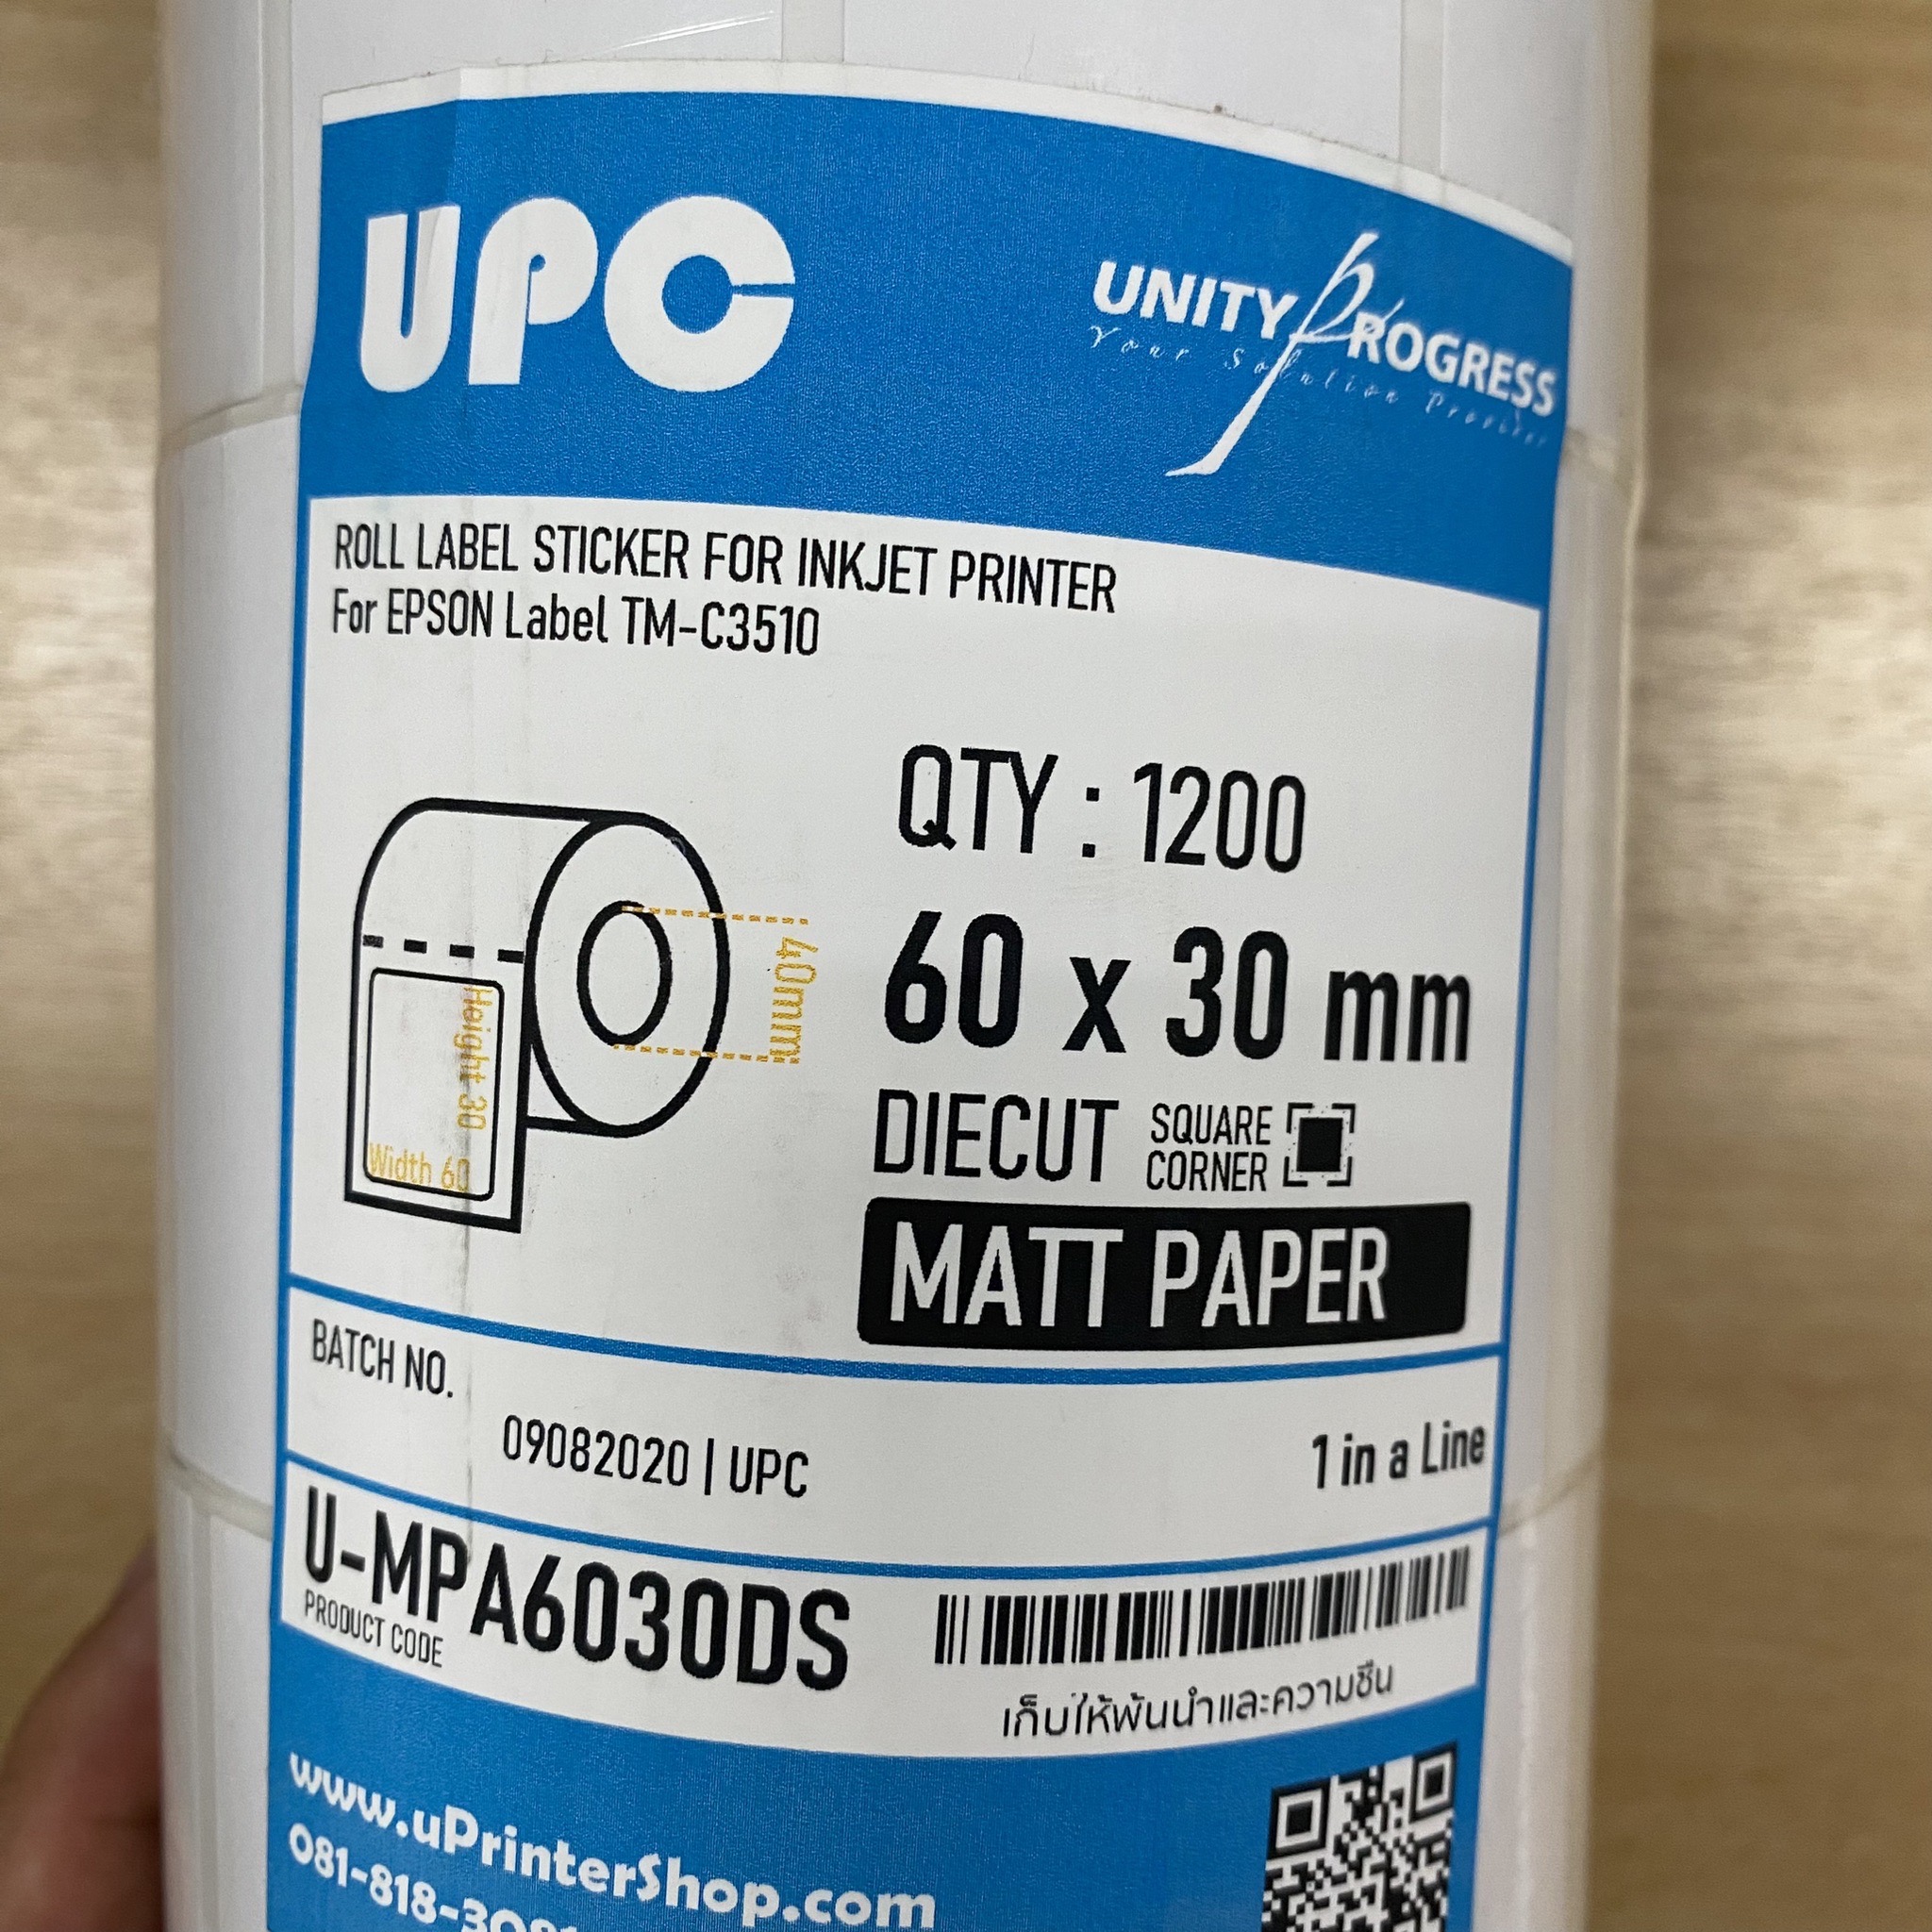 UPC
UNITY PROGRESS
Your Solution Provider
ROLL LABEL STICKER FOR INKJET PRINTER
For EPSON Label TM-C3510
QTY : 1200
60 x 30 mm
40mm
Height 30
Width 60
DIECUT
SQUARE
CORNER
MATT PAPER
BATCH NO.
09082020 | UPC
1 in a Line
U-MPA6030DS
PRODUCT CODE
เก็บให้พ้นน้ำและความชื้น
www.uPrinterShop.com
081-818-30